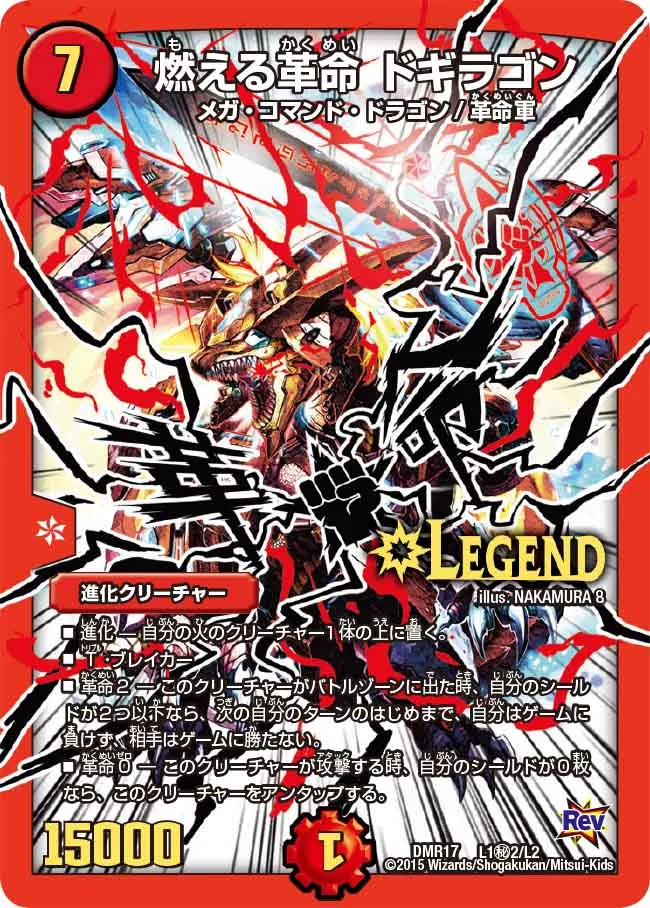 7
燃える革命 ドギラゴン
メガ・コマンド・ドラゴン / 革命軍
革命
LEGEND
illus. NAKAMURA 8
進化クリーチャー
■ 進化 — 自分の火のクリーチャー1体の上に置く。
■ T・ブレイカー
■ 革命2 — このクリーチャーがバトルゾーンに出た時、自分のシール
ドが2つ以下なら、次の自分のターンのはじめまで、自分はゲームに
負けず、相手はゲームに勝たない。
■ 革命0 — このクリーチャーが攻撃する時、自分のシールドが0枚
なら、このクリーチャーをアンタップする。
15000
1
Rev.
DMR17 L1㊙2/L2
©2015 Wizards/Shogakukan/Mitsui-Kids